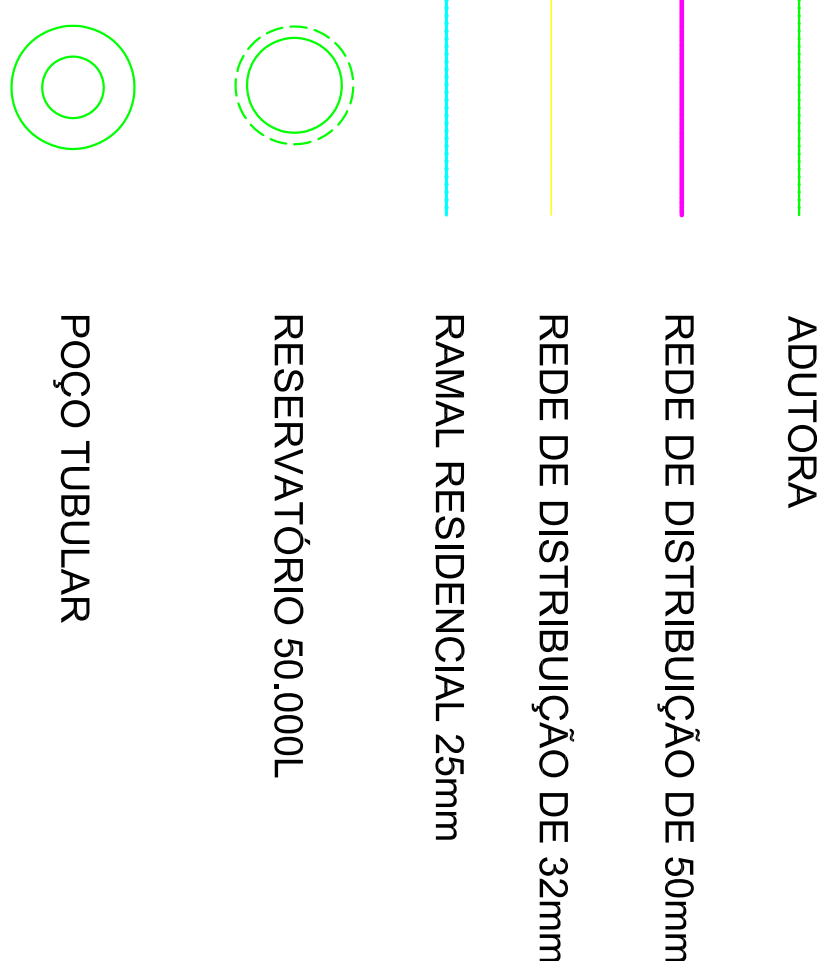 ADUTORA
REDE DE DISTRIBUIÇÃO DE 50mm
REDE DE DISTRIBUIÇÃO DE 32mm
RAMAL RESIDENCIAL 25mm
RESERVATÓRIO 50.000L
POÇO TUBULAR